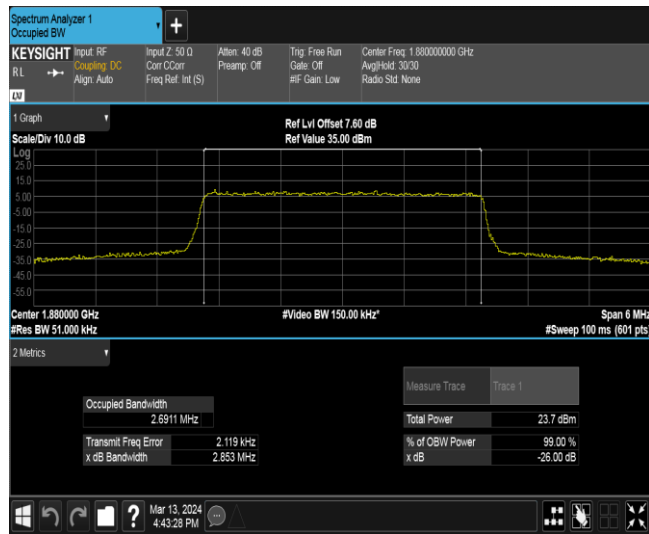 Spectrum Analyzer 1
Occupied BW
+
KEYSIGHT Input: RF Input Z: 50 Ω Atten: 40 dB Trig: Free Run Center Freq: 1.880000000 GHz
RL Coupling: DC Corr CCorr Preamp: Off Gate: Off Avg|Hold: 30/30
Align: Auto Freq Ref: Int (S) #IF Gain: Low Radio Std: None
LXI
1 Graph
Ref Lvl Offset 7.60 dB
Scale/Div 10.0 dB Ref Value 35.00 dBm
Log
25.0
15.0
5.00
-5.00
-15.0
-25.0
-35.0
-45.0
-55.0
Center 1.880000 GHz #Video BW 150.00 kHz* Span 6 MHz
#Res BW 51.000 kHz #Sweep 100 ms (601 pts)
2 Metrics
Measure Trace Trace 1
Occupied Bandwidth
2.6911 MHz
Total Power 23.7 dBm
Transmit Freq Error 2.119 kHz % of OBW Power 99.00 %
x dB Bandwidth 2.853 MHz x dB -26.00 dB
? Mar 13, 2024
4:43:28 PM